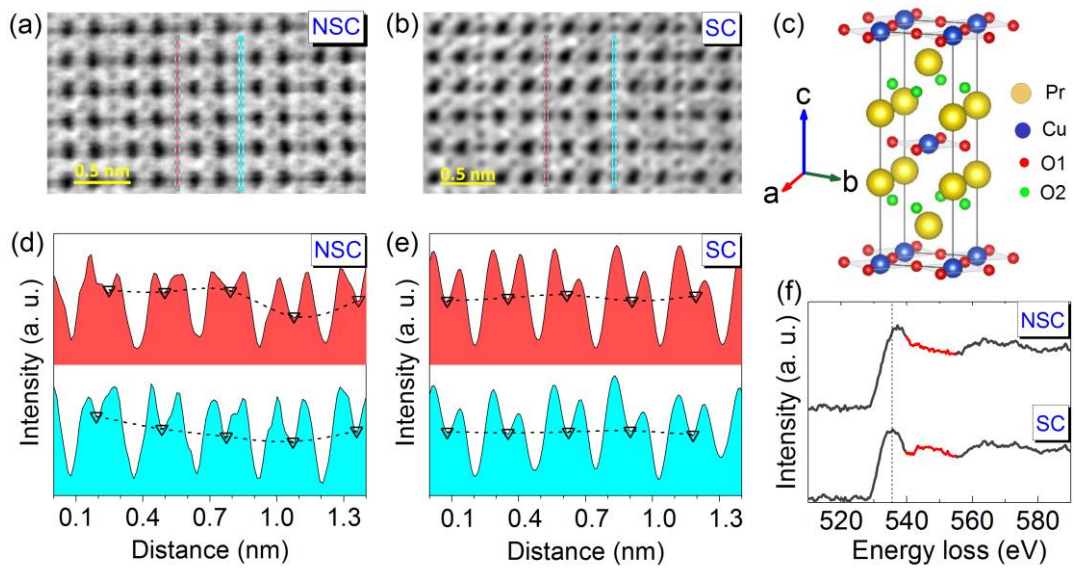 (a)
NSC
0.5 nm
(b)
SC
0.5 nm
(c)
c
a
b
Pr
Cu
O1
O2
(d)
NSC
Intensity (a. u.)
0.1 0.4 0.7 1.0 1.3
Distance (nm)
(e)
SC
Intensity (a. u.)
0.1 0.4 0.7 1.0 1.3
Distance (nm)
(f)
NSC
SC
Intensity (a. u.)
520 540 560 580
Energy loss (eV)